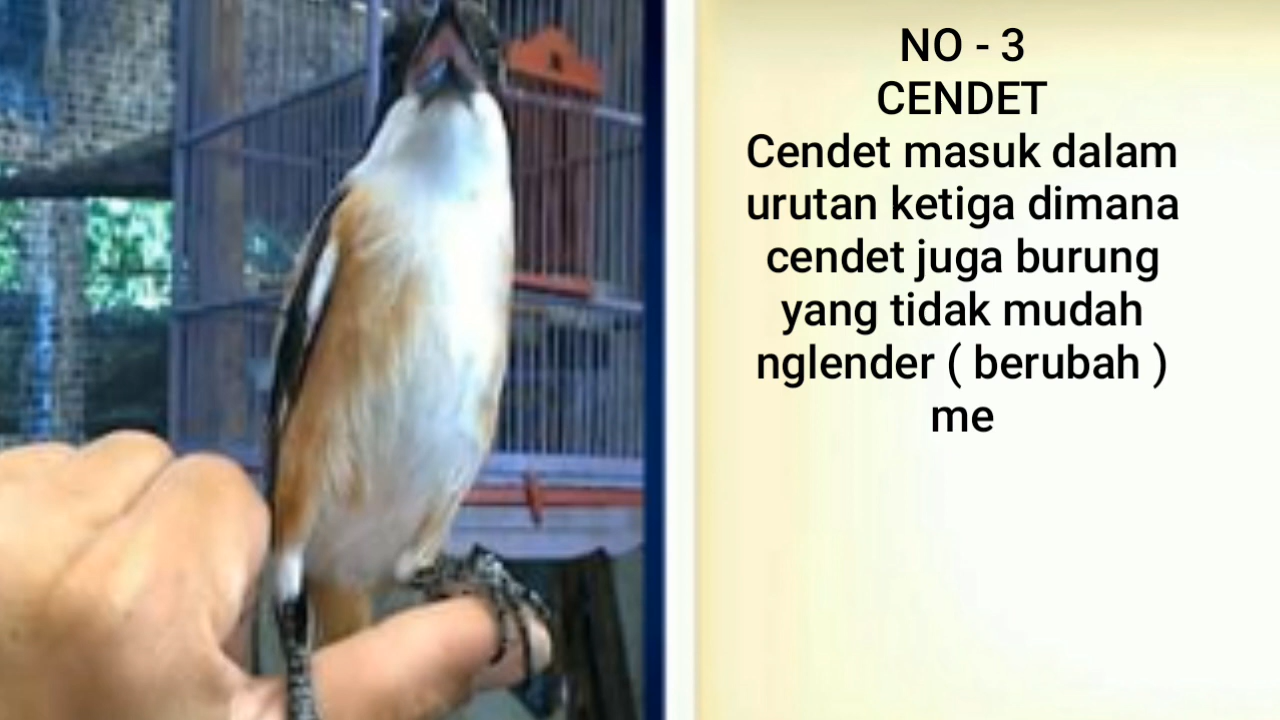 NO - 3
CENDET
Cendet masuk dalam
urutan ketiga dimana
cendet juga burung
yang tidak mudah
nglender ( berubah )
me